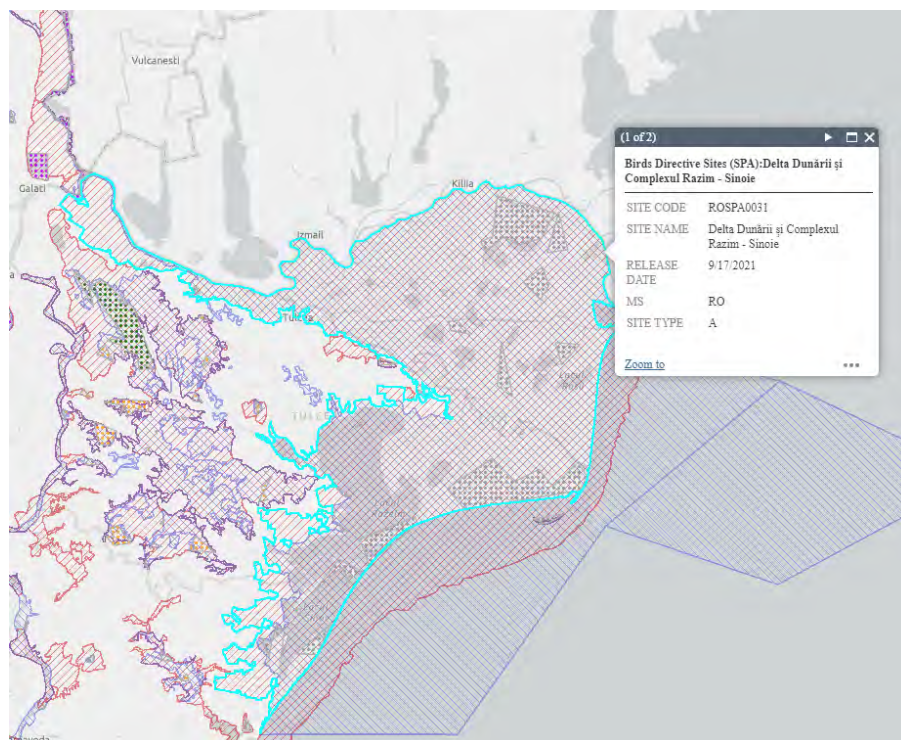 Vulcanesti
(1 of 2)
Birds Directive Sites (SPA):Delta Dunării și
Complexul Razim - Sinoie
SITE CODE ROSPA0031
SITE NAME Delta Dunării și Complexul
Razim - Sinoie
RELEASE
DATE 9/17/2021
MS RO
SITE TYPE A
Zoom to
Galati
Kiliia
Izmail
Tulcea
Lacul